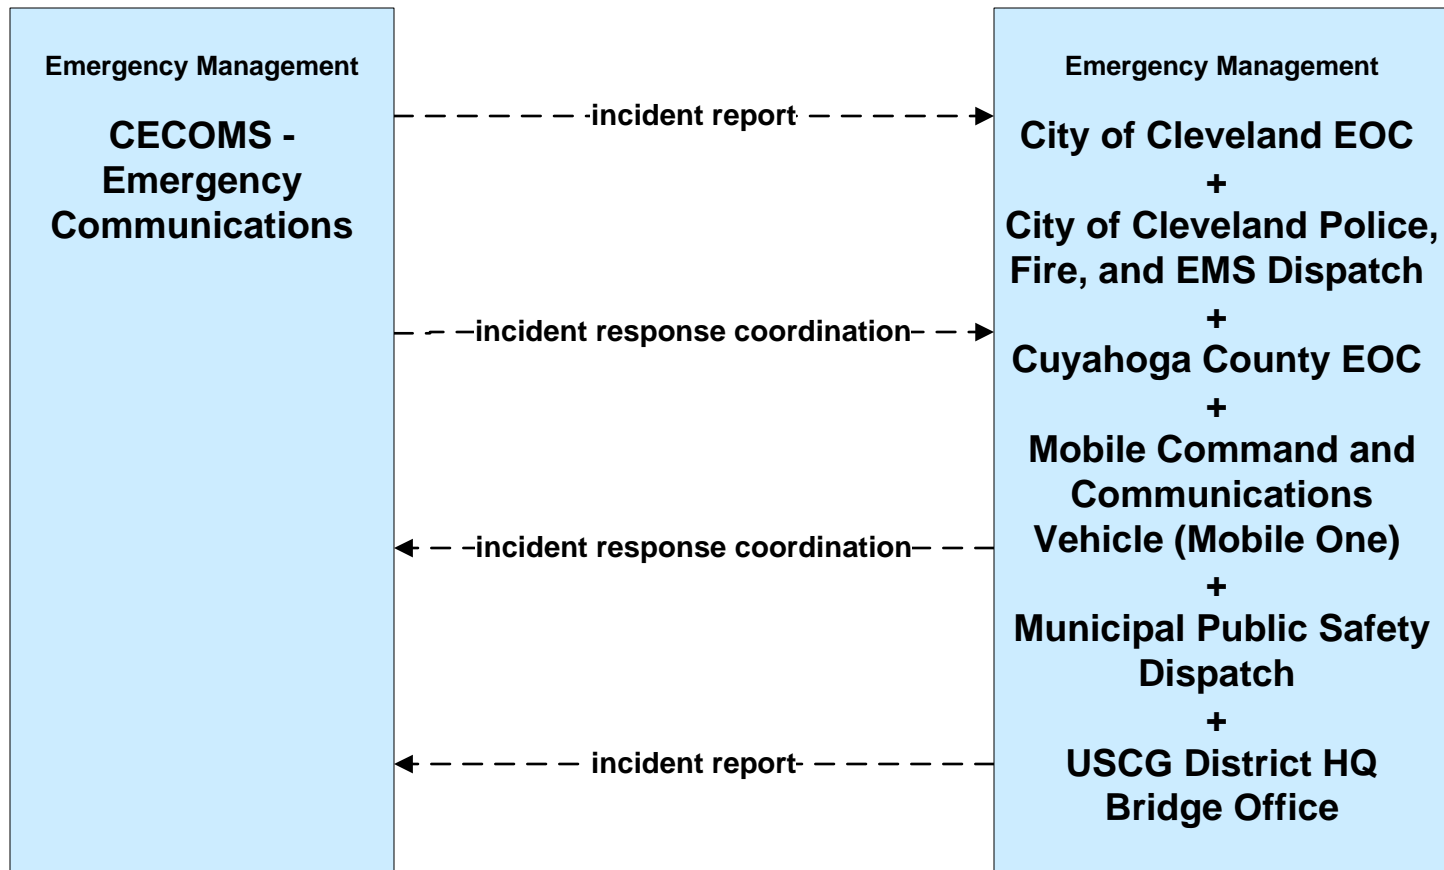 Emergency Management
CECOMS -
Emergency
Communications
incident report
incident response coordination
incident response coordination
incident report
Emergency Management
City of Cleveland EOC
+
City of Cleveland Police,
Fire, and EMS Dispatch
+
Cuyahoga County EOC
+
Mobile Command and
Communications
Vehicle (Mobile One)
+
Municipal Public Safety
Dispatch
+
USCG District HQ
Bridge Office